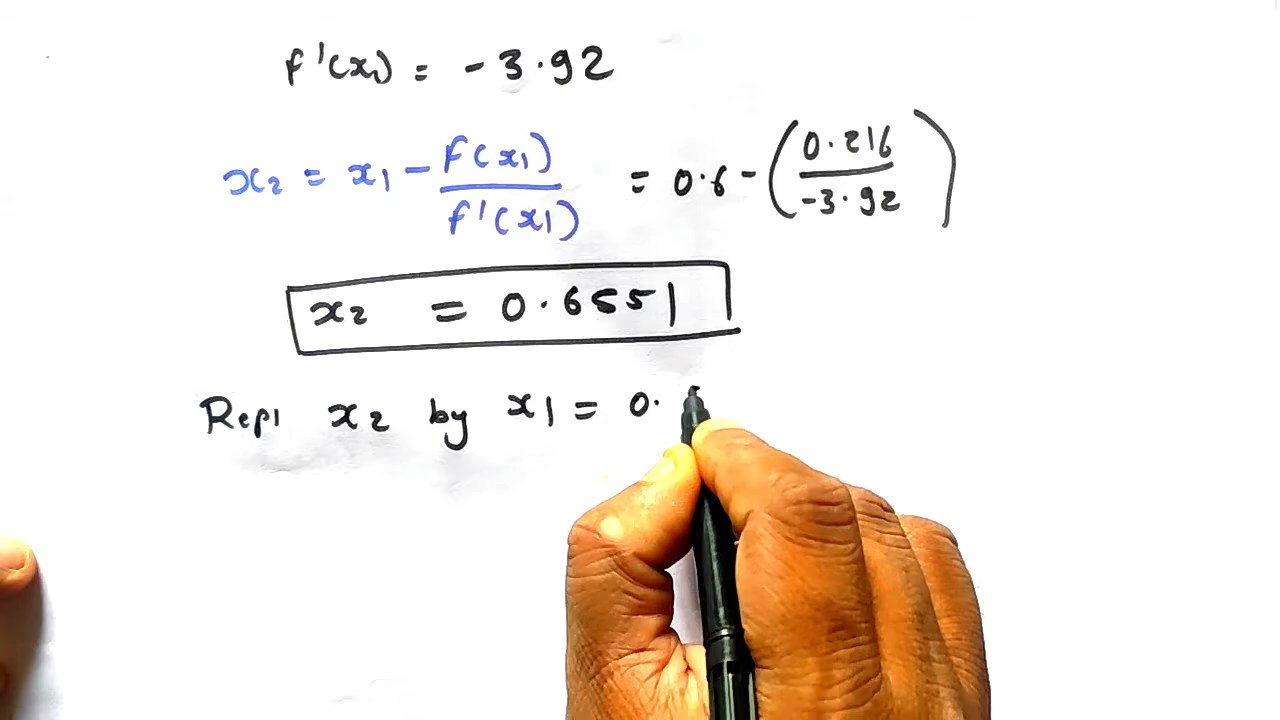 f'(x₁) = -3.92
x₂ = x₁ - f(x₁)/f'(x₁) = 0.6 - (0.216/-3.92)
x₂ = 0.6551
Repl x₂ by x₁ = 0.